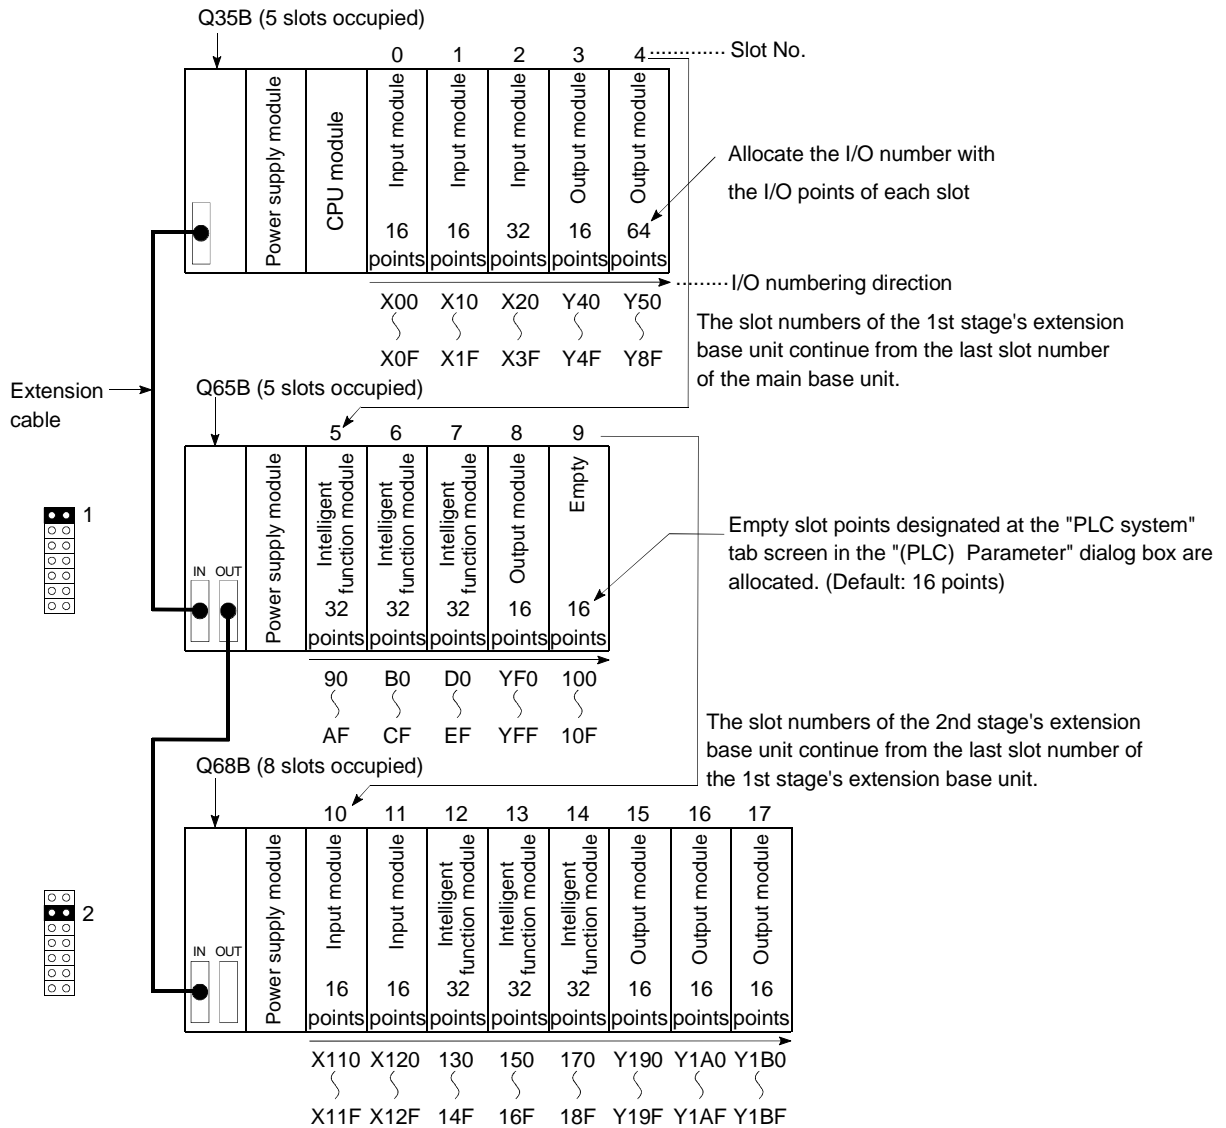 Q35B (5 slots occupied)
0 1 2 3 4 Slot No.
Power supply module
CPU module
Input module
Input module
Input module
Output module
Output module
16 16 32 16 64
points points points points points
Allocate the I/O number with
the I/O points of each slot
I/O numbering direction
X00 X10 X20 Y40 Y50
X0F X1F X3F Y4F Y8F
The slot numbers of the 1st stage's extension
base unit continue from the last slot number
of the main base unit.
Extension
cable
Q65B (5 slots occupied)
5 6 7 8 9
1
IN OUT
Power supply module
Intelligent
function module
Intelligent
function module
Intelligent
function module
Output module
Empty
32 32 32 16 16
points points points points points
Empty slot points designated at the "PLC system"
tab screen in the "(PLC) Parameter" dialog box are
allocated. (Default: 16 points)
90 B0 D0 YF0 100
AF CF EF YFF 10F
The slot numbers of the 2nd stage's extension
base unit continue from the last slot number of
the 1st stage's extension base unit.
Q68B (8 slots occupied)
10 11 12 13 14 15 16 17
2
IN OUT
Power supply module
Input module
Input module
Intelligent
function module
Intelligent
function module
Intelligent
function module
Output module
Output module
Output module
16 16 32 32 32 16 16 16
points points points points points points points points
X110 X120 130 150 170 Y190 Y1A0 Y1B0
X11F X12F 14F 16F 18F Y19F Y1AF Y1BF